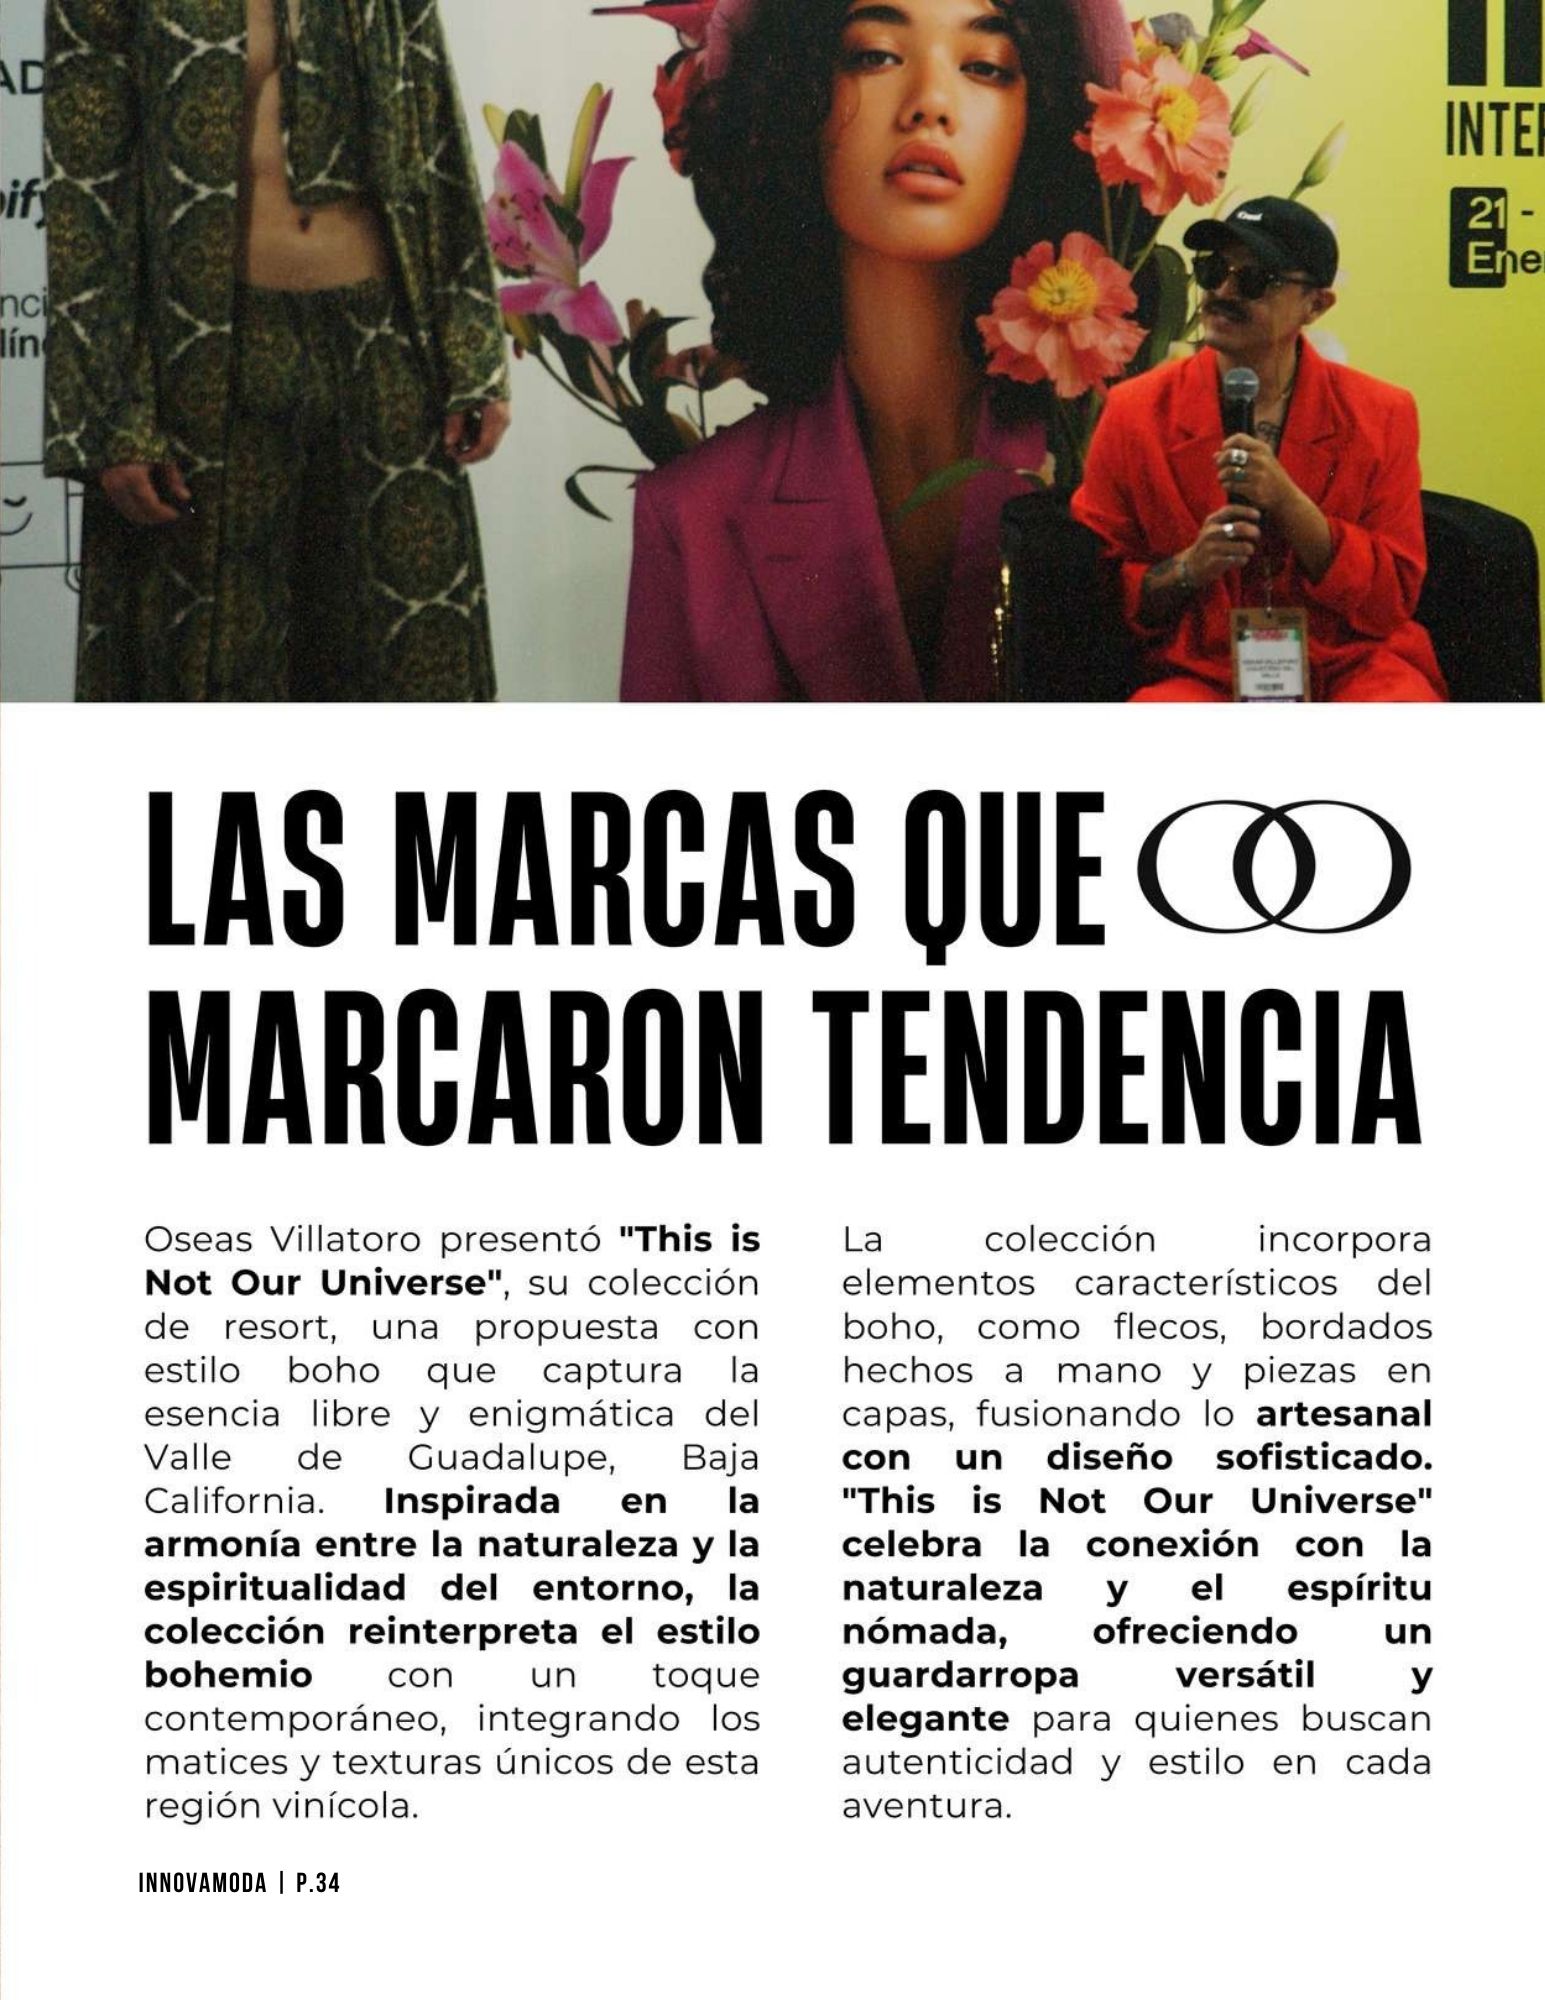 INTE
21 -
Ene
LAS MARCAS QUE
MARCARON TENDENCIA
Oseas Villatoro presentó "This is
Not Our Universe", su colección
de resort, una propuesta con
estilo boho que captura la
esencia libre y enigmática del
Valle de Guadalupe, Baja
California. Inspirada en la
armonía entre la naturaleza y la
espiritualidad del entorno, la
colección reinterpreta el estilo
bohemio con un toque
contemporáneo, integrando los
matices y texturas únicos de esta
región vinícola.
La colección incorpora
elementos característicos del
boho, como flecos, bordados
hechos a mano y piezas en
capas, fusionando lo artesanal
con un diseño sofisticado.
"This is Not Our Universe"
celebra la conexión con la
naturaleza y el espíritu
nómada, ofreciendo un
guardarropa versátil y
elegante para quienes buscan
autenticidad y estilo en cada
aventura.
INNOVAMODA | P.34